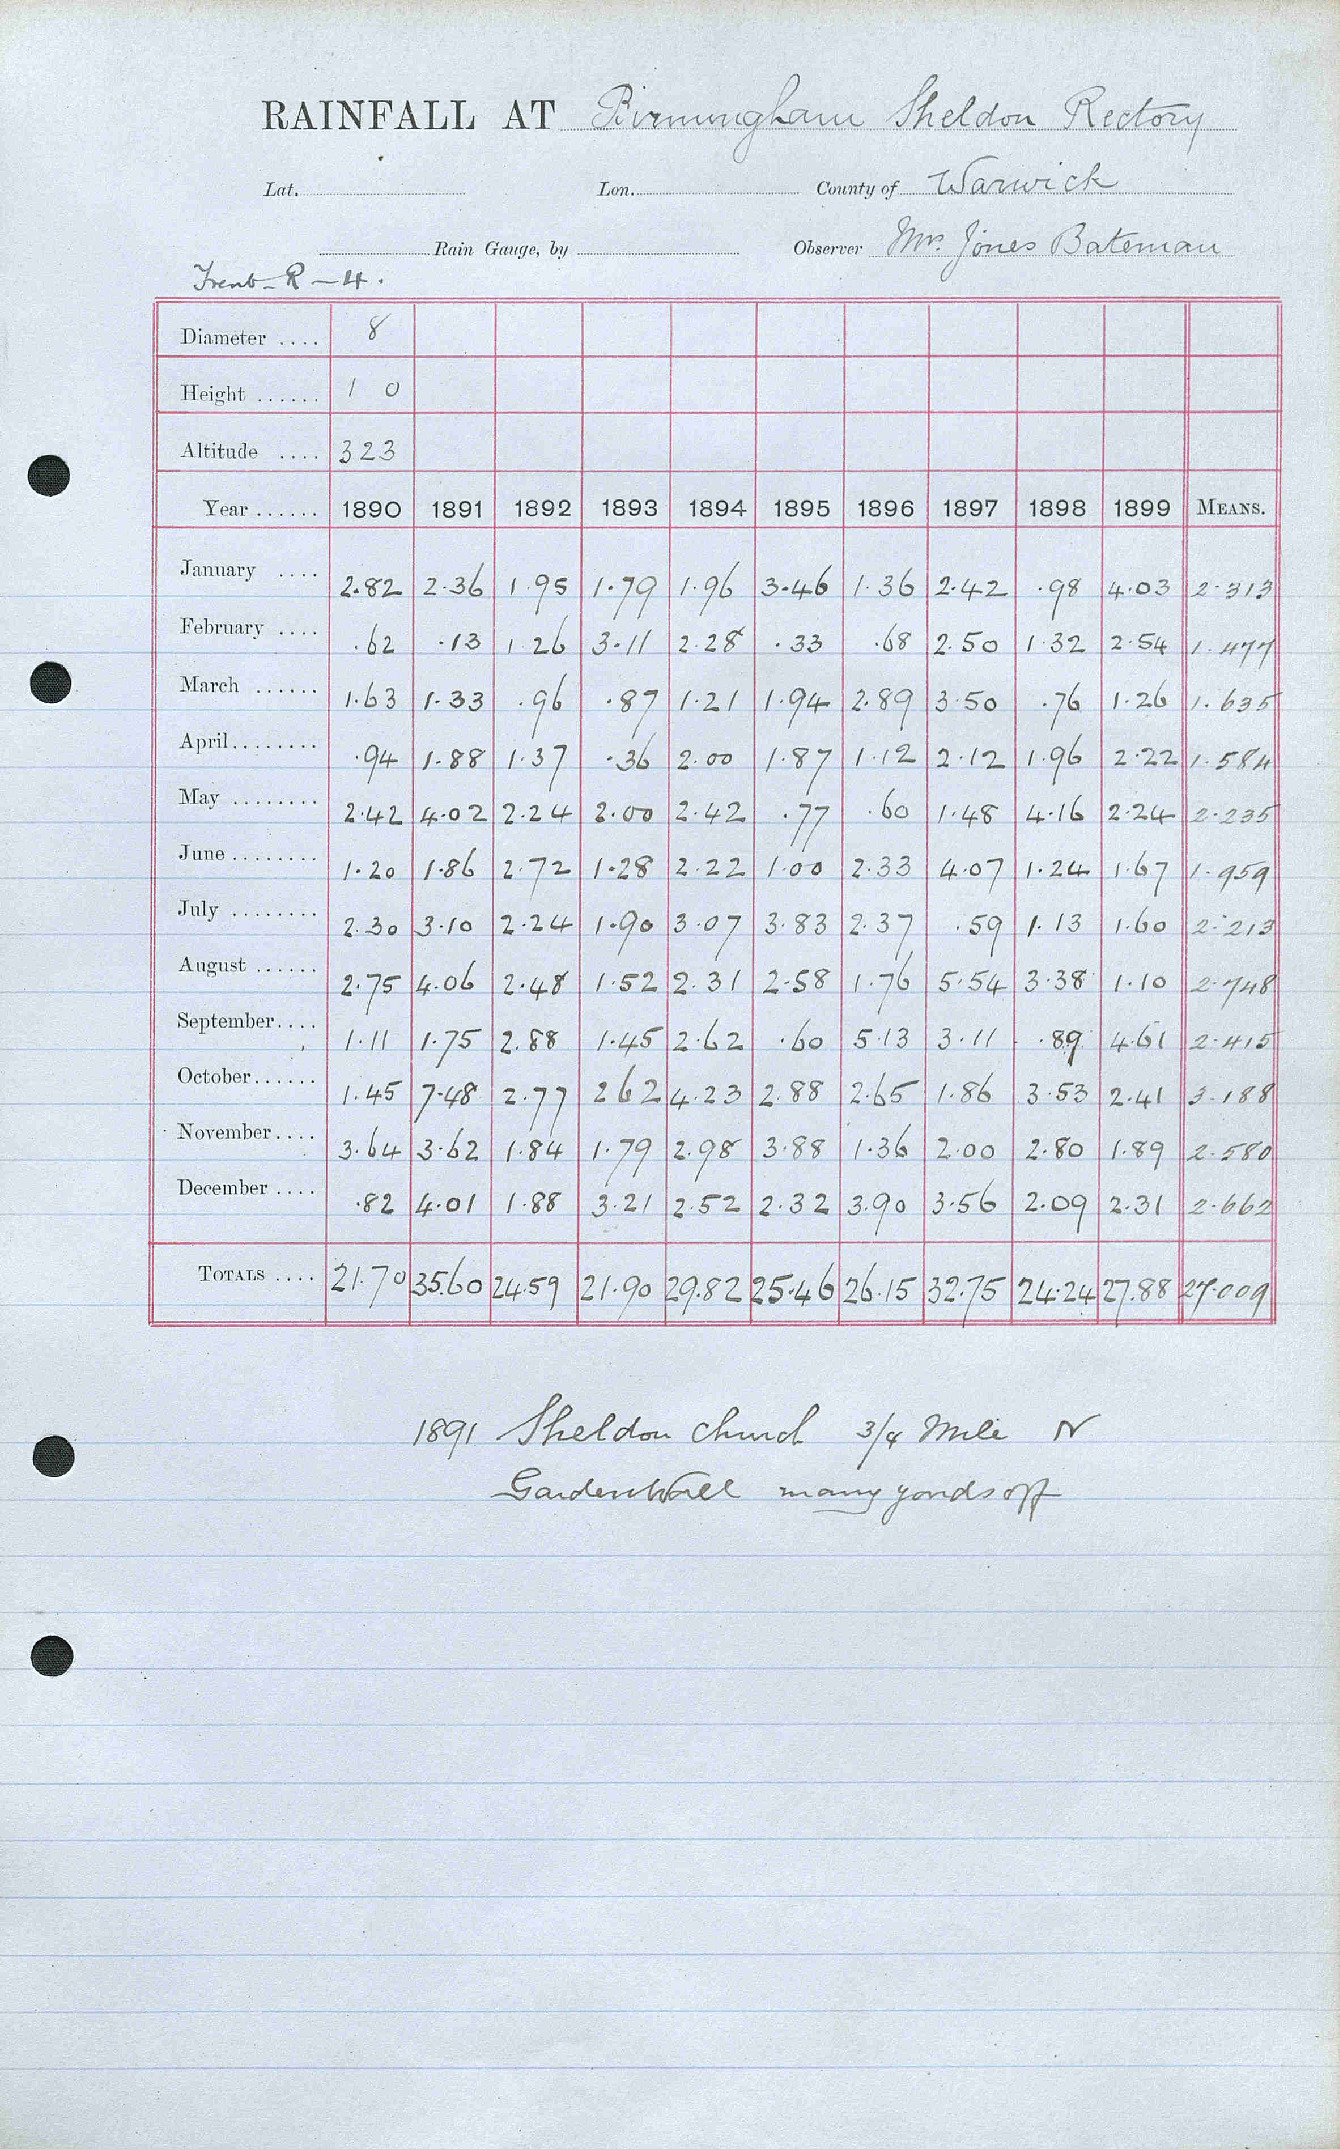 RAINFALL AT Birmingham Sheldon Rectory
Lat. Lon. County of Warwick
Rain Gauge, by Observer Mrs. Jones Bateman
Trent - R - 4.
Diameter .... 8
Height ...... 1 0
Altitude .... 323
Year ...... 1890 1891 1892 1893 1894 1895 1896 1897 1898 1899 MEANS.
January .... 2.82 2.36 1.95 1.79 1.96 3.46 1.36 2.42 .98 4.03 2.313
February .... .62 .13 1.26 3.11 2.28 .33 .68 2.50 1.32 2.54 1.477
March ...... 1.63 1.33 .96 .87 1.21 1.94 2.89 3.50 .76 1.26 1.635
April........ .94 1.88 1.37 .36 2.00 1.87 1.12 2.12 1.96 2.22 1.584
May ........ 2.42 4.02 2.24 2.00 2.42 .77 .60 1.48 4.16 2.24 2.235
June ........ 1.20 1.86 2.72 1.28 2.22 1.00 2.33 4.07 1.24 1.67 1.959
July ........ 2.30 3.10 2.24 1.90 3.07 3.83 2.37 .59 1.13 1.60 2.213
August ...... 2.75 4.06 2.48 1.52 2.31 2.58 1.76 5.54 3.38 1.10 2.748
September.... 1.11 1.75 2.88 1.45 2.62 .60 5.13 3.11 .89 4.61 2.415
October...... 1.45 7.48 2.77 2 62 4.23 2.88 2.65 1.86 3.53 2.41 3.188
November.... 3.64 3.62 1.84 1.79 2.98 3.88 1.36 2.00 2.80 1.89 2.580
December .... .82 4.01 1.88 3.21 2.52 2.32 3.90 3.56 2.09 2.31 2.662
TOTALS .... 21.70 35.60 24.59 21.90 29.82 25.46 26.15 32.75 24.24 27.88 27.009
1891 Sheldon Church 3/4 Mile N
Garden Wall many yards off